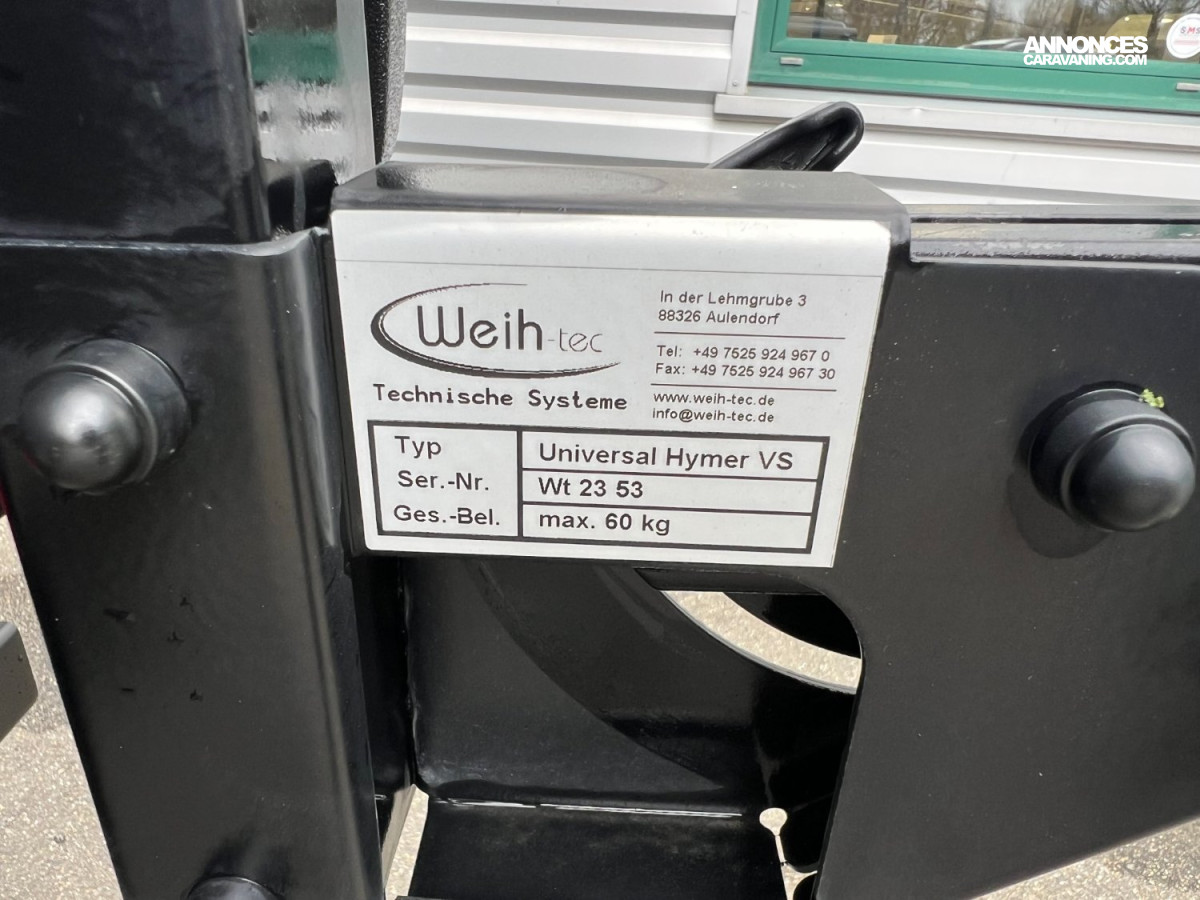 ANNONCES
CARAVANING.COM
SMS
Weih-tec
Technische Systeme
In der Lehmgrube 3
88326 Aulendorf
Tel: +49 7525 924 967 0
Fax: +49 7525 924 967 30
www.weih-tec.de
info@weih-tec.de
Typ Universal Hymer VS
Ser.-Nr. Wt 23 53
Ges.-Bel. max. 60 kg